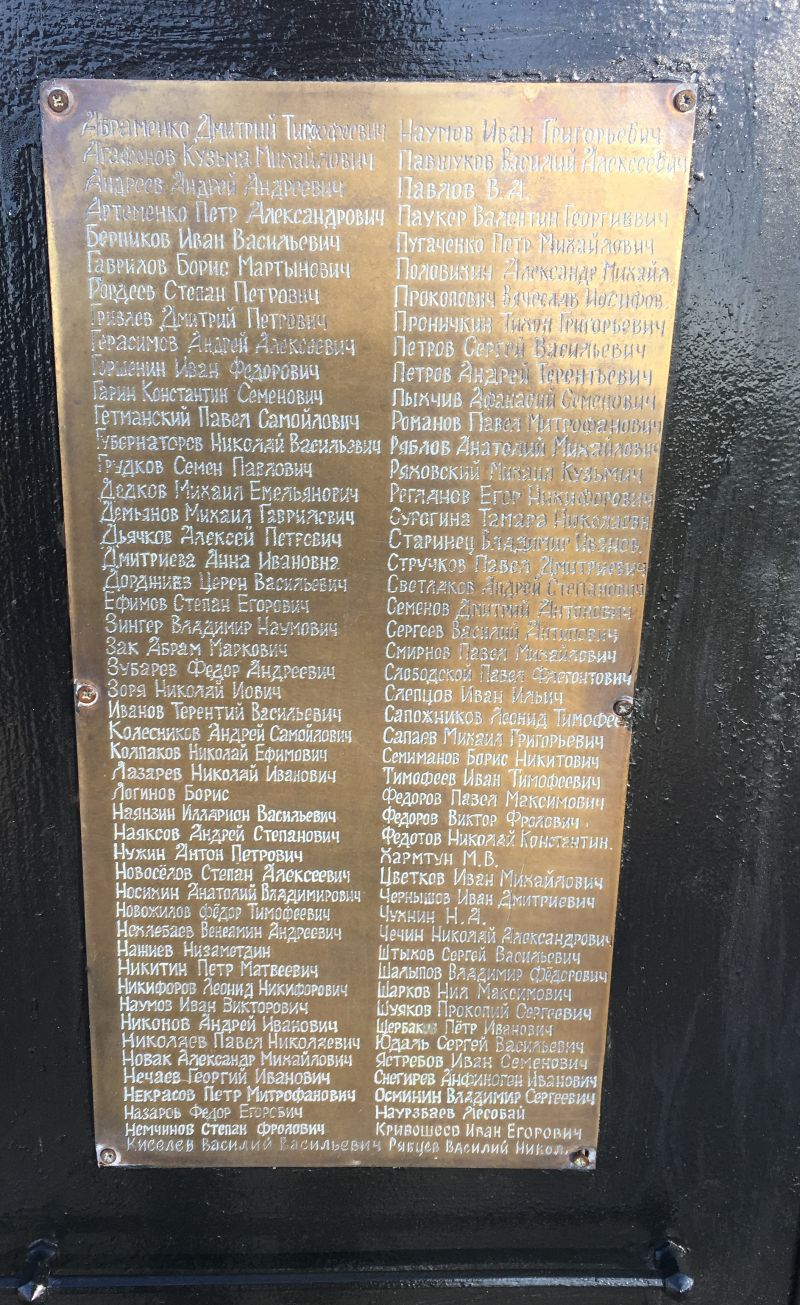 Абраменко Дмитрий Тимофеевич
Агафонов Кузьма Михайлович
Андреев Андрей Андреевич
Артеменко Петр Александрович
Берников Иван Васильевич
Гаврилов Борис Мартынович
Гордеев Степан Петрович
Гривлев Дмитрий Петрович
Герасимов Андрей Алексеевич
Горшенин Иван Федорович
Гарин Константин Семенович
Гетманский Павел Самойлович
Губернаторов Николай Васильевич
Грудков Семен Павлович
Дедков Михаил Емельянович
Демьянов Михаил Гаврилович
Дьячков Алексей Петрович
Дмитриева Анна Ивановна
Церен Васильевич
Ефимов Степан Егорович
Зингер Владимир Наумович
Зак Абрам Маркович
Зубарев Федор Андреевич
Зоря Николай Иович
Иванов Терентий Васильевич
Колесников Андрей Самойлович
Колпаков Николай Ефимович
Лазарев Николай Иванович
Логинов Борис
Наянзин Илларион Васильевич
Наяксов Андрей Степанович
Нужин Антон Петрович
Новосёлов Степан Алексеевич
Носихин Анатолий Владимирович
Новожилов Фёдор Тимофеевич
Нехлебаев Венеамин Андреевич
Нажиев Низаметдин
Никитин Петр Матвеевич
Никифоров Леонид Никифорович
Наумов Иван Викторович
Никонов Андрей Иванович
Николаев Павел Николаевич
Новак Александр Михайлович
Нечаев Георгий Иванович
Некрасов Петр Митрофанович
Назаров Федор Егорович
Немчинов Степан Фролович
Киселев Василий Васильевич
Наумов Иван Григорьевич
Павшуков Василий Алексеевич
Павлов В.А.
Паукер Валентин Георгиевич
Пугаченко Петр Михайлович
Половихин Александр Михайл.
Прокопович Вячеслав Иосифов.
Проничкин Тихон Григорьевич
Петров Сергей Васильевич
Петров Андрей Терентьевич
Пыхчив Афанасий Семенович
Романов Павел Митрофанович
Ряблов Анатолий Михайлович
Ряховский Михаил Кузьмич
Регланов Егор Никифорович
Сурогина Тамара Николаевн.
Старинец Владимир Иванов.
Стручков Павел Дмитриевич
Светлаков Андрей Степанович
Семенов Дмитрий Антонович
Сергеев Василий Антипович
Смирнов Павел Михайлович
Слободской Павел Флегонтович
Слепцов Иван Ильич
Сапожников Леонид Тимофее
Сапаев Михаил Григорьевич
Семиманов Борис Никитович
Тимофеев Иван Тимофеевич
Федоров Павел Максимович
Федоров Виктор Фролович.
Федотов Николай Константин.
Хармтун М.В.
Цветков Иван Михайлович
Чернышов Иван Дмитриевич
Чухнин Н.А.
Чечин Николай Александрович
Штыхов Сергей Васильевич
Шалыпов Владимир Фёдорович
Шарков Нил Максимович
Шуяков Прокопий Сергеевич
Щербаков Пётр Иванович
Юдаль Сергей Васильевич
Ястребов Иван Семенович
Снегирев Анфиноген Иванович
Осминин Владимир Сергеевич
Наурзбаев Лесобай
Кривошеев Иван Егорович
Рябцев Василий Никол.